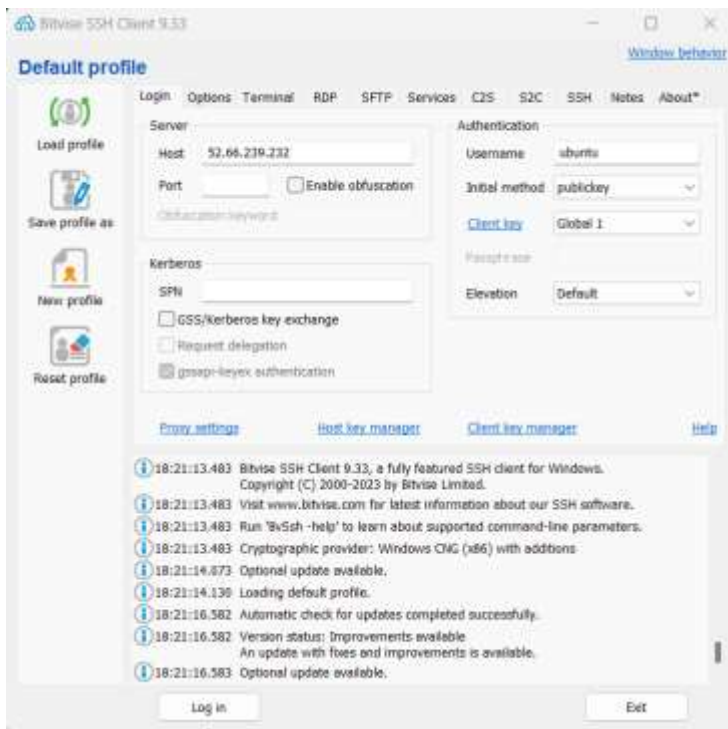 Bitvise SSH Client 9.33
Window behavior
Default profile
Load profile
Save profile as
New profile
Reset profile
Login Options Terminal RDP SFTP Services C2S S2C SSH Notes About*
Server
Host 52.66.239.232
Port Enable obfuscation
Obfuscation keyword
Kerberos
SPN
GSS/Kerberos key exchange
Request delegation
gssapi-keyex authentication
Authentication
Username ubuntu
Initial method publickey
Client key Global 1
Passphrase
Elevation Default
Proxy settings Host key manager Client key manager Help
18:21:13.483 Bitvise SSH Client 9.33, a fully featured SSH client for Windows.
Copyright (C) 2000-2023 by Bitvise Limited.
18:21:13.483 Visit www.bitvise.com for latest information about our SSH software.
18:21:13.483 Run 'BvSsh -help' to learn about supported command-line parameters.
18:21:13.483 Cryptographic provider: Windows CNG (x86) with additions
18:21:14.073 Optional update available.
18:21:14.136 Loading default profile.
18:21:16.582 Automatic check for updates completed successfully.
18:21:16.582 Version status: Improvements available
An update with fixes and improvements is available.
18:21:16.583 Optional update available.
Log in Exit